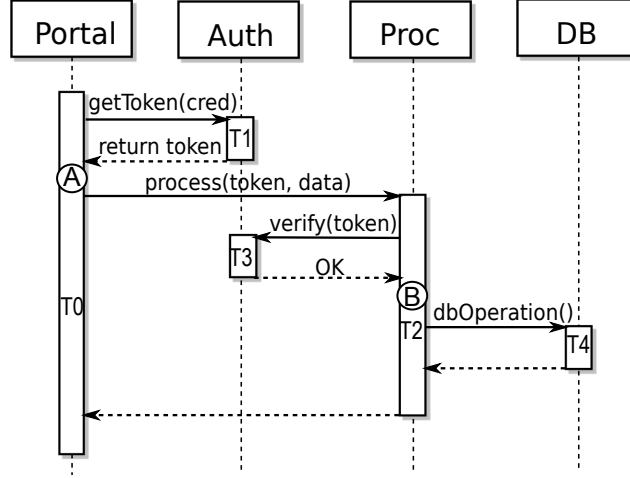 Portal
Auth
Proc
DB
getToken(cred)
T1
return token
A
process(token, data)
verify(token)
T3
OK
B
T0
dbOperation()
T2
T4